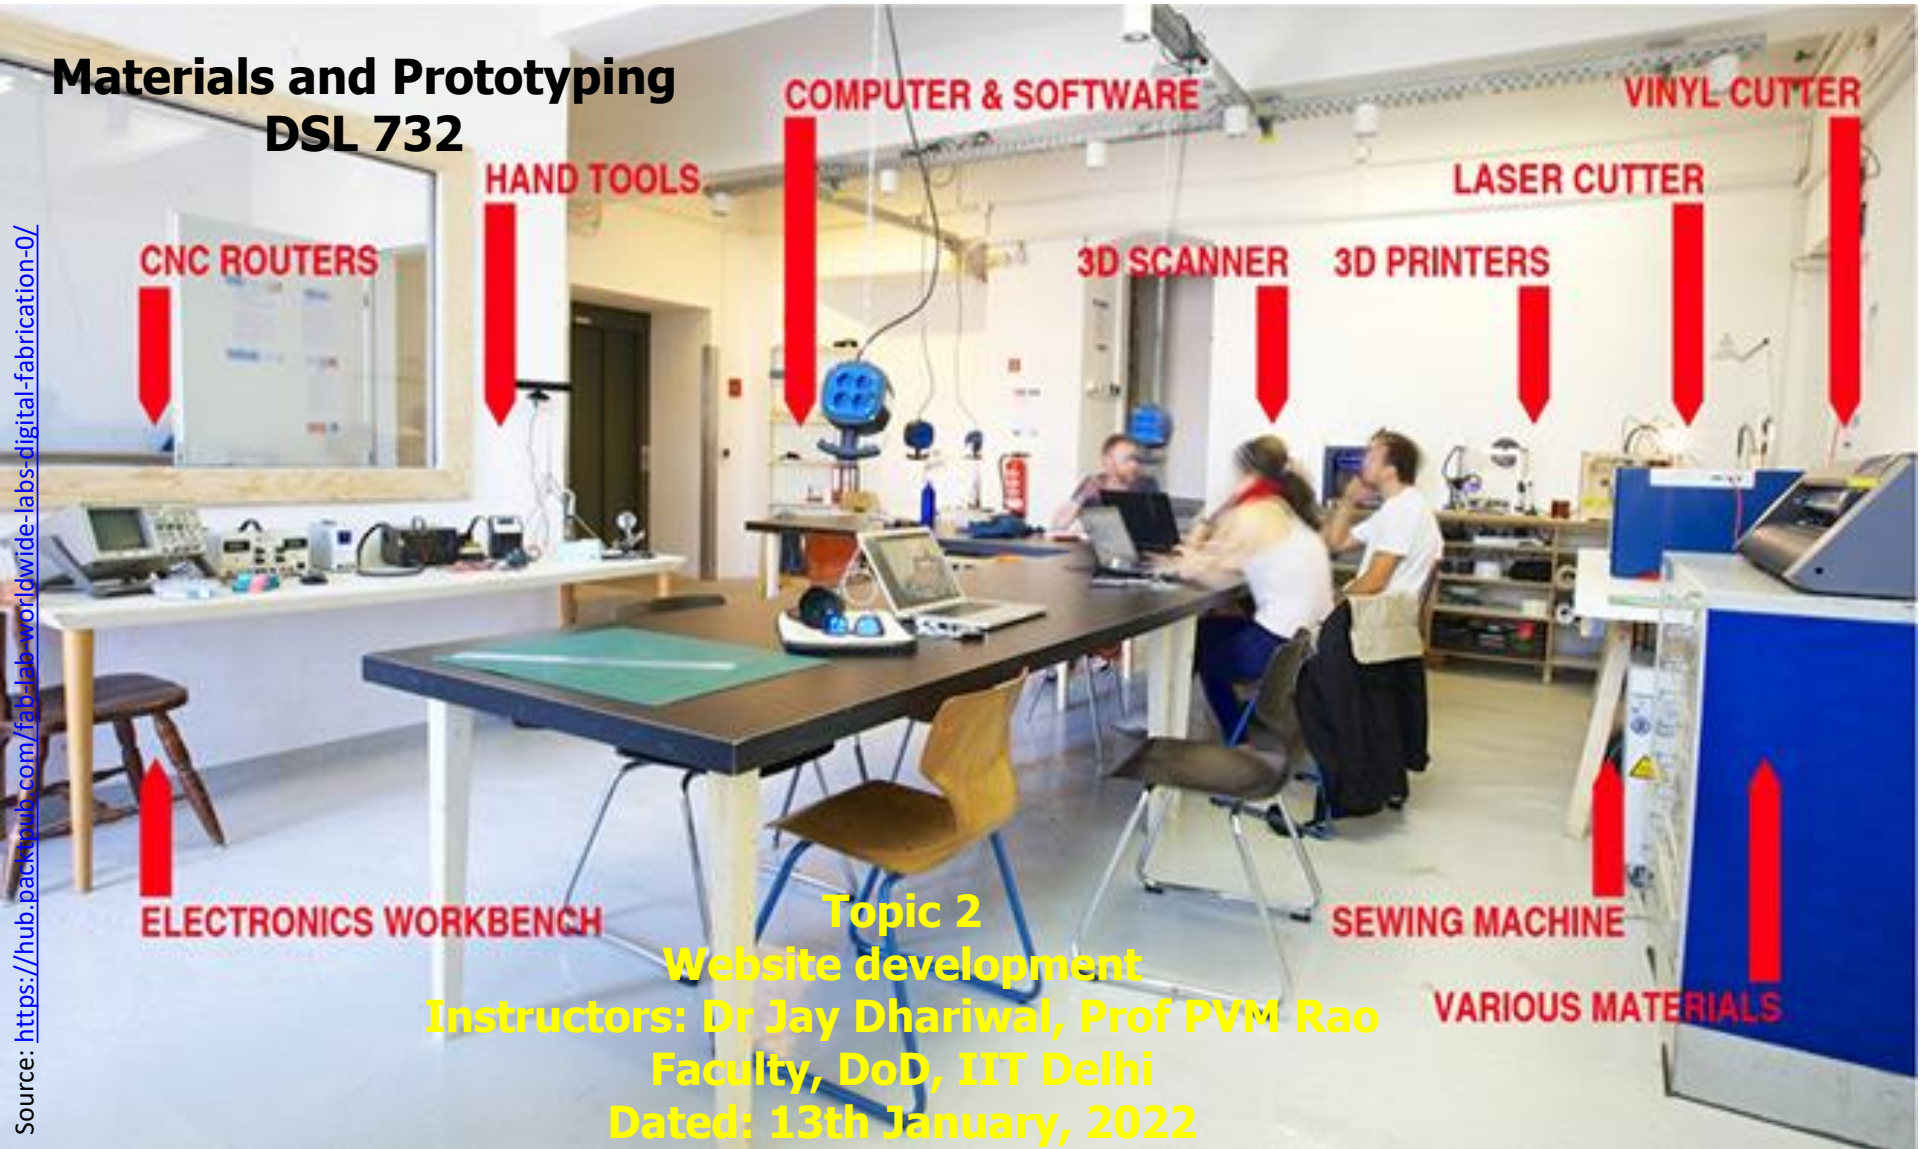 Materials and Prototyping
DSL 732
COMPUTER & SOFTWARE
VINYL CUTTER
HAND TOOLS
LASER CUTTER
CNC ROUTERS
3D SCANNER
3D PRINTERS
Source: https://hub.packtpub.com/fab-lab-worldwide-labs-digital-fabrication-0/
ELECTRONICS WORKBENCH
SEWING MACHINE
VARIOUS MATERIALS
Topic 2
Website development
Instructors: Dr Jay Dhariwal, Prof PVM Rao
Faculty, DoD, IIT Delhi
Dated: 13th January, 2022